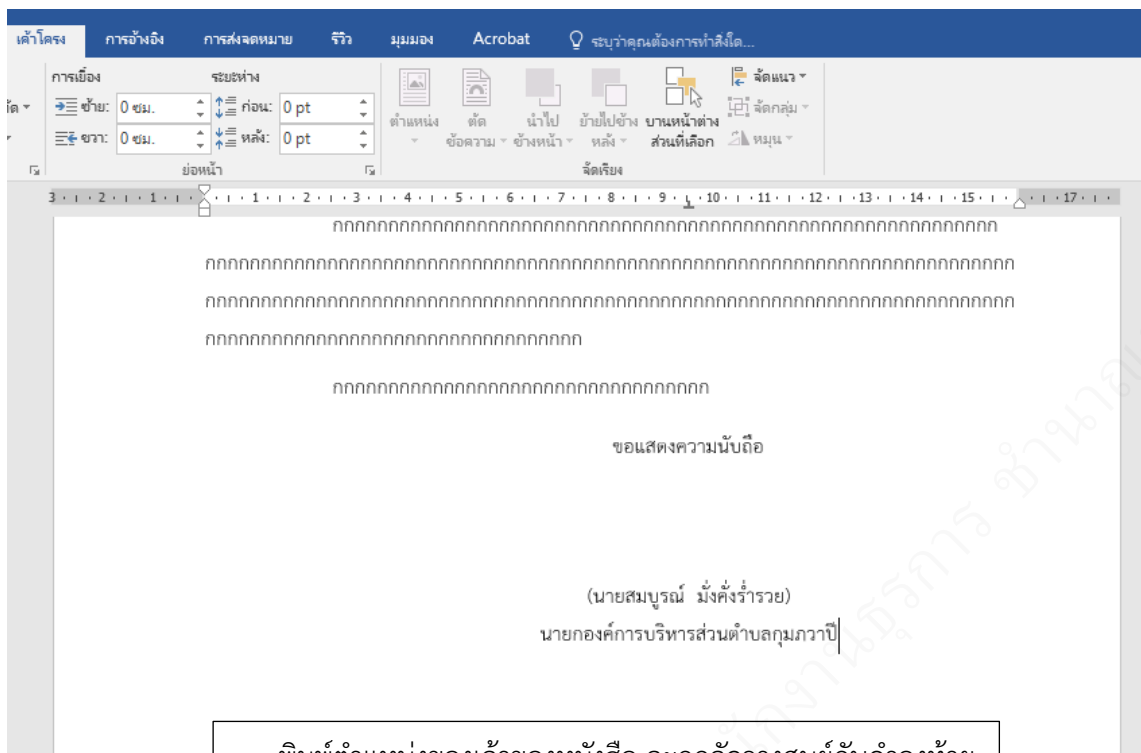 เค้าโครง การอ้างอิง การส่งจดหมาย รีวิว มุมมอง Acrobat ระบุว่าคุณต้องการทำสิ่งใด...
การเยื้อง ระยะห่าง จัดแนว
ซ้าย: 0 ซม. ก่อน: 0 pt ตำแหน่ง ตัด นำไป ย้ายไปข้าง บานหน้าต่าง จัดกลุ่ม
ขวา: 0 ซม. หลัง: 0 pt ข้อความ ข้างหน้า หลัง ส่วนที่เลือก หมุน
ย่อหน้า จัดเรียง
3 2 1 1 2 3 4 5 6 7 8 9 10 11 12 13 14 15 17
กกกกกกกกกกกกกกกกกกกกกกกกกกกกกกกกกกกกกกกกกกกกกกกกกกกกกกกกกกกก
กกกกกกกกกกกกกกกกกกกกกกกกกกกกกกกกกกกกกกกกกกกกกกกกกกกกกกกกกกกกกกกกกกกกกกกกก
กกกกกกกกกกกกกกกกกกกกกกกกกกกกกกกกกกกกกกกกกกกกกกกกกกกกกกกกกกกกกกกกกกกกกกกกก
กกกกกกกกกกกกกกกกกกกกกกกกกกกกกกกกกก
กกกกกกกกกกกกกกกกกกกกกกกกกกกกกกกกกก
ขอแสดงความนับถือ
(นายสมบูรณ์ มั่งคั่งร่ำรวย)
นายกองค์การบริหารส่วนตำบลกุมภวาปี